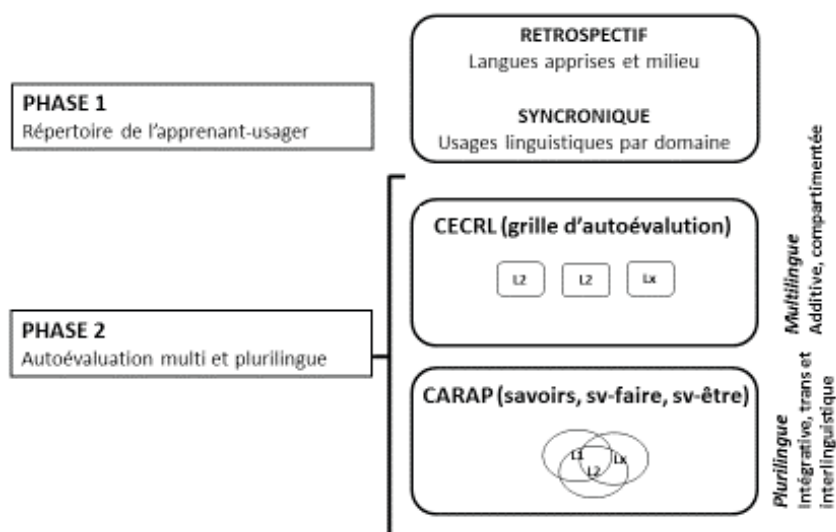 RETROSPECTIF
Langues apprises et milieu
SYNCRONIQUE
Usages linguistiques par domaine
PHASE 1
Répertoire de l'apprenant-usager
CECRL (grille d'autoévalution)
L2 L2 Lx
Multilingue
Additive, compartimentée
PHASE 2
Autoévaluation multi et plurilingue
CARAP (savoirs, sv-faire, sv-être)
L1 L2 Lx
Plurilingue
Intégrative, trans et
interlinguistique